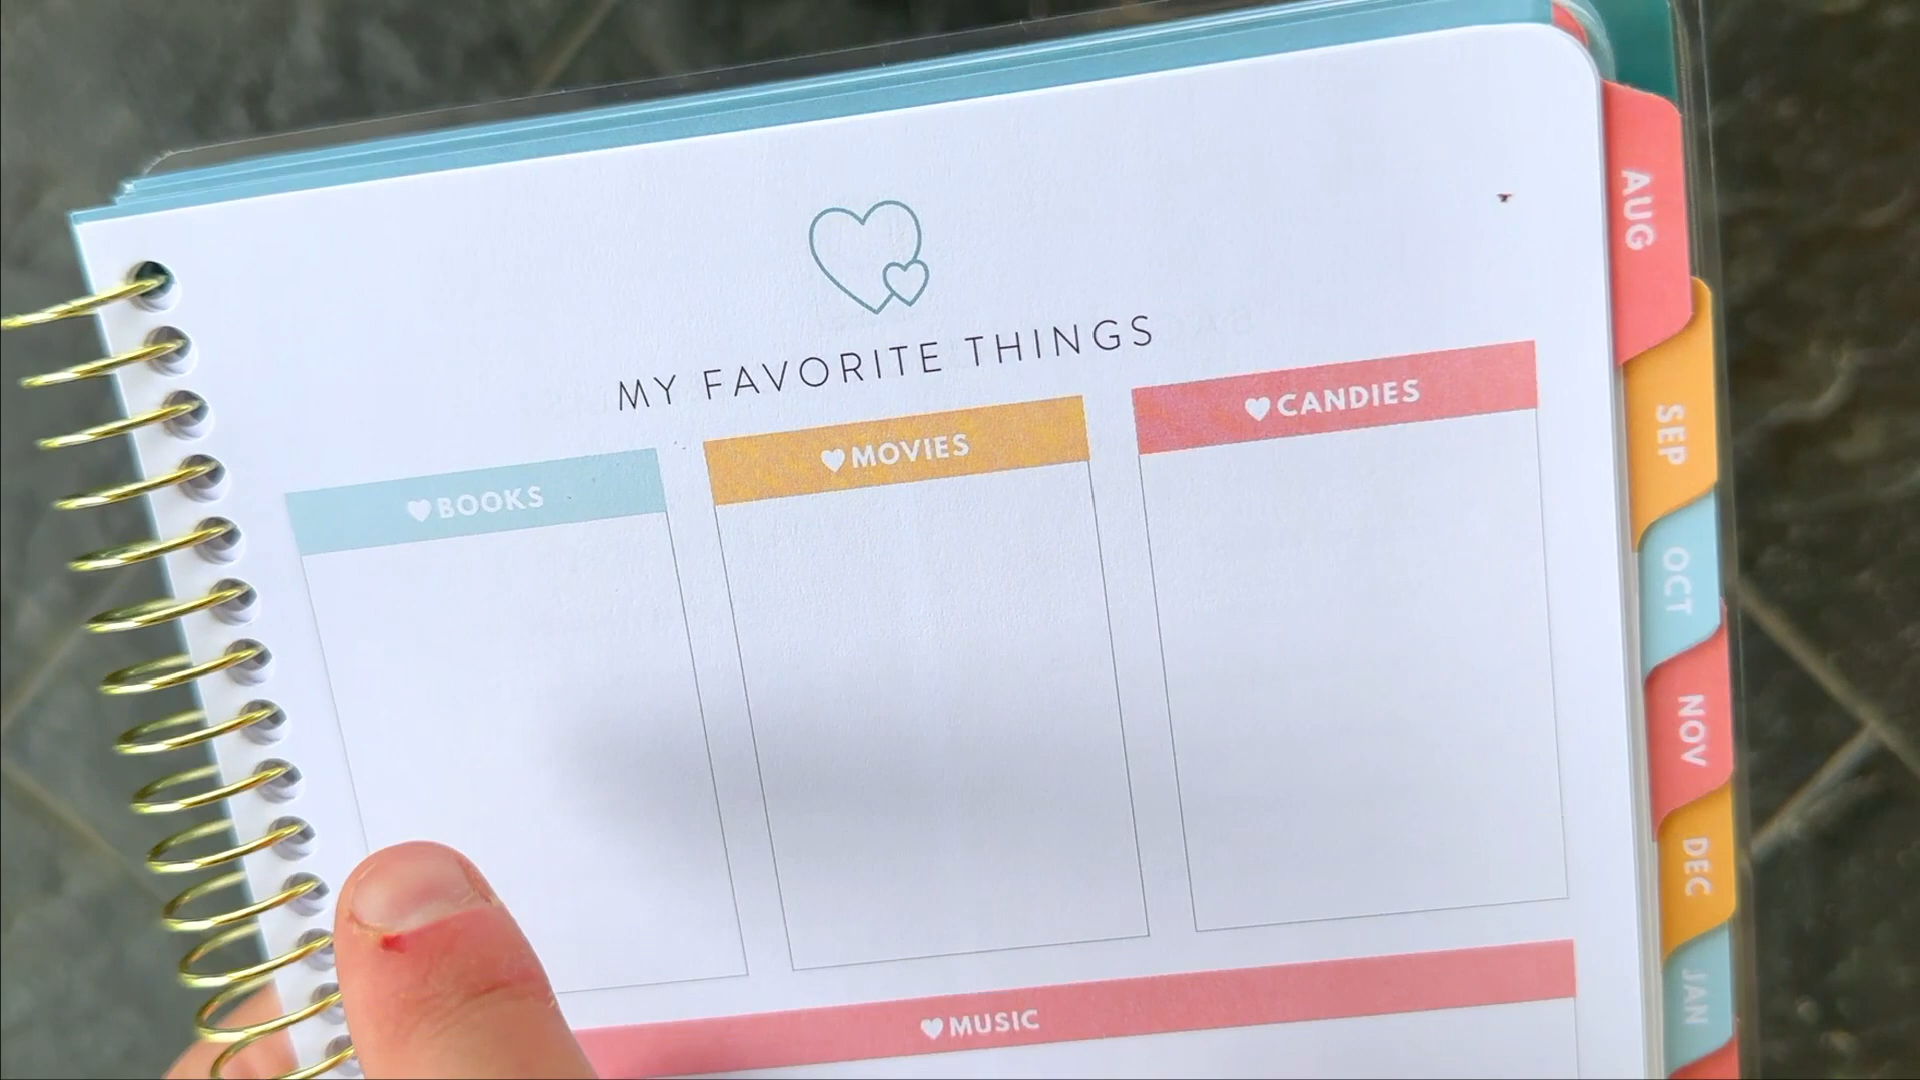 MY FAVORITE THINGS
BOOKS
MOVIES
CANDIES
MUSIC
AUG
SEP
OCT
NOV
DEC
JAN